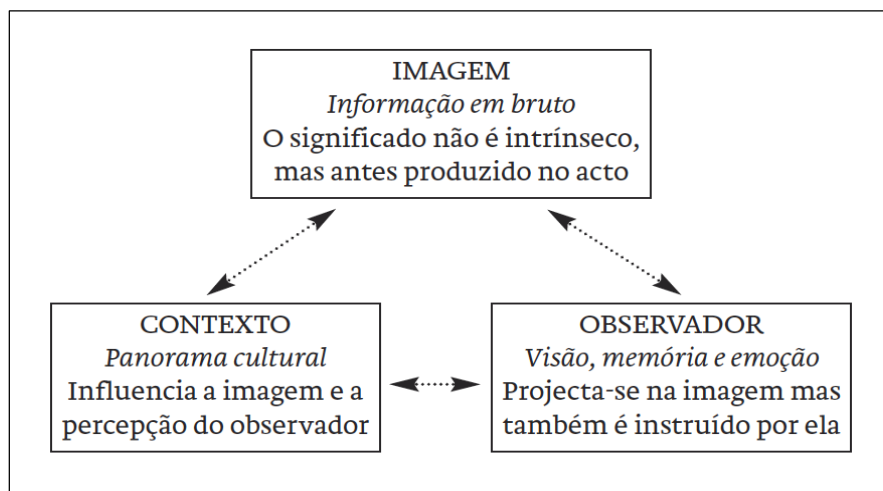 IMAGEM
Informação em bruto
O significado não é intrínseco,
mas antes produzido no acto
CONTEXTO
Panorama cultural
Influencia a imagem e a
percepção do observador
OBSERVADOR
Visão, memória e emoção
Projecta-se na imagem mas
também é instruído por ela